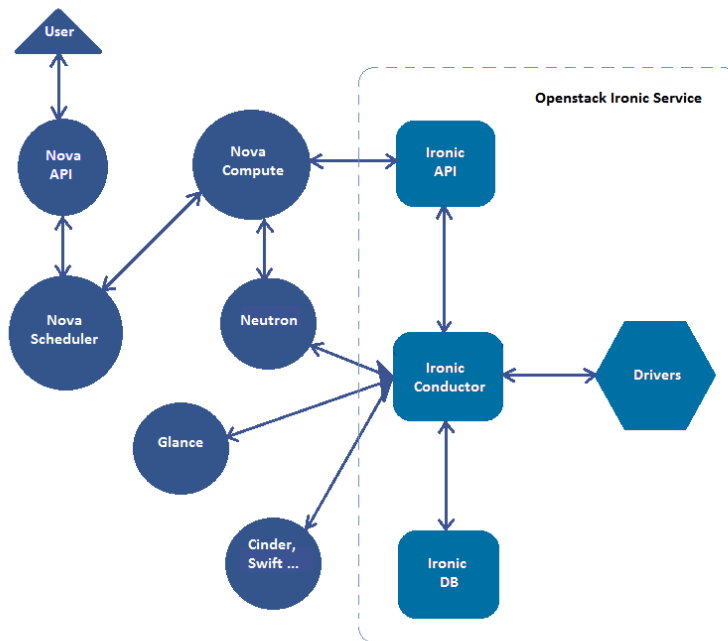 User
Openstack Ironic Service
Nova
API
Nova
Compute
Ironic
API
Nova
Scheduler
Neutron
Ironic
Conductor
Drivers
Glance
Cinder,
Swift ...
Ironic
DB